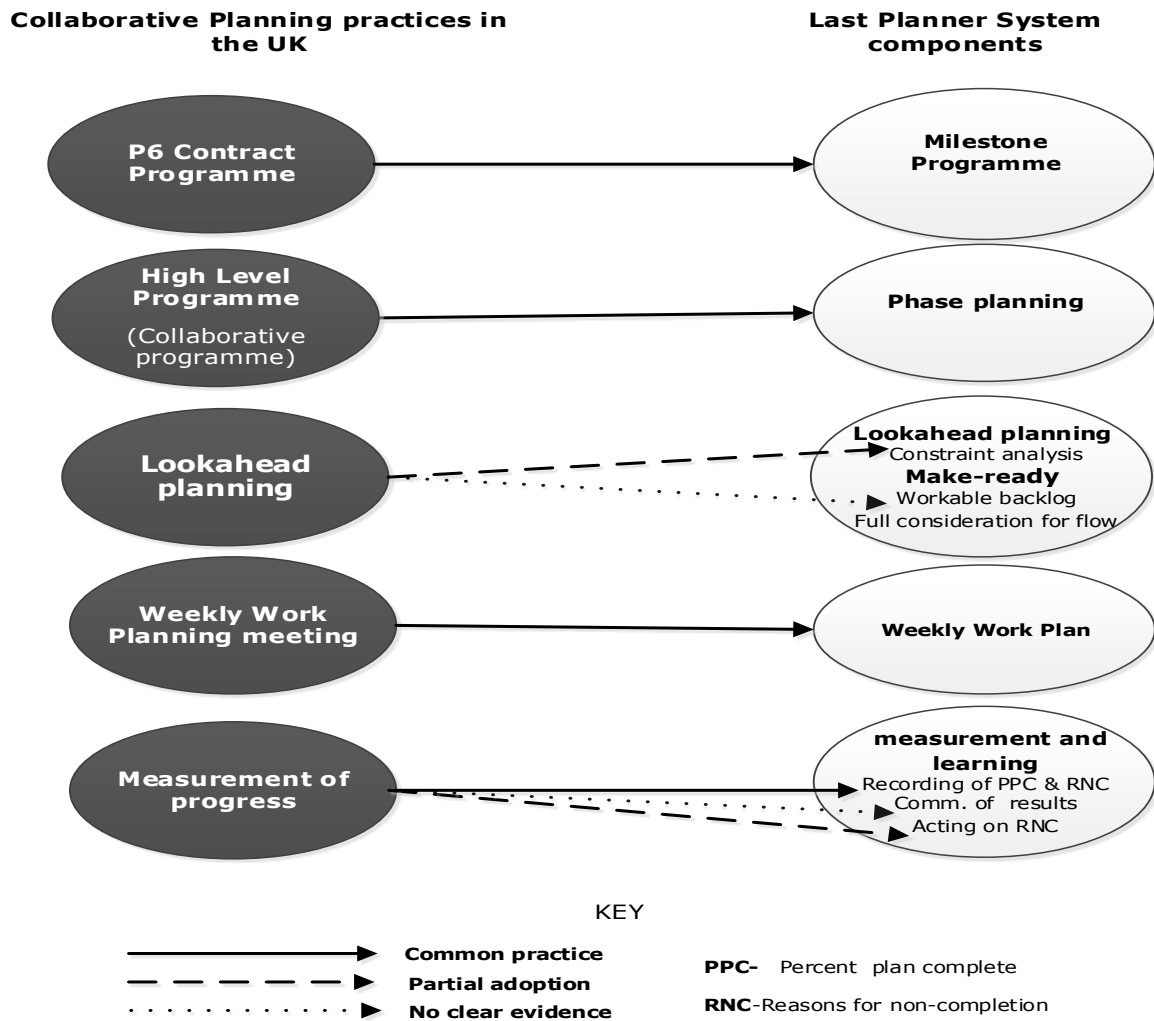 Collaborative Planning practices in
the UK
Last Planner System
components
P6 Contract
Programme
Milestone
Programme
High Level
Programme
(Collaborative
programme)
Phase planning
Lookahead
planning
Lookahead planning
Constraint analysis
Make-ready
Workable backlog
Full consideration for flow
Weekly Work
Planning meeting
Weekly Work Plan
Measurement of
progress
measurement and
learning
Recording of PPC & RNC
Comm. of results
Acting on RNC
KEY
Common practice
Partial adoption
No clear evidence
PPC- Percent plan complete
RNC-Reasons for non-completion